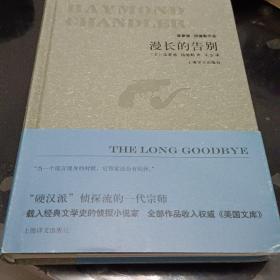 RAYMOND
CHANDLER
雷蒙德·钱德勒作品
漫长的告别
上海译文出版社
THE LONG GOODBYE
“硬汉派”侦探流的一代宗师
载入经典文学史的侦探小说家 全部作品收入权威《美国文库》
上海译文出版社